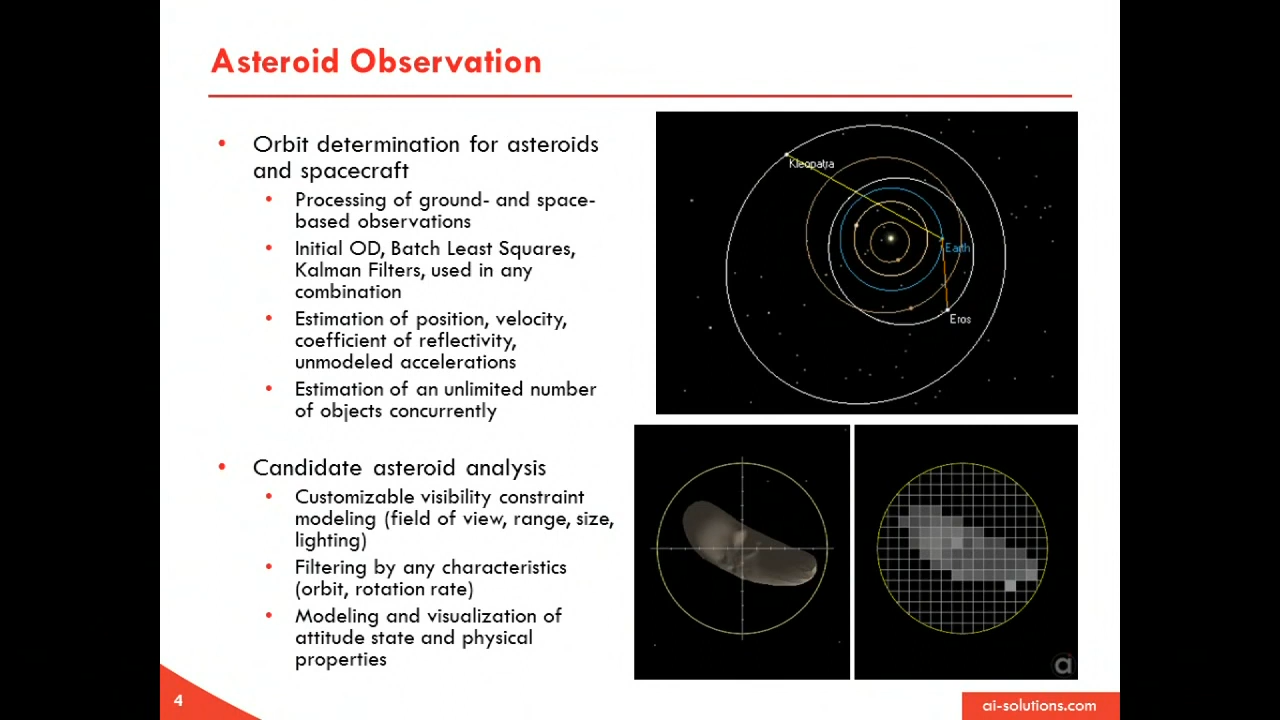 Asteroid Observation
• Orbit determination for asteroids
and spacecraft
• Processing of ground- and space-
based observations
• Initial OD, Batch Least Squares,
Kalman Filters, used in any
combination
• Estimation of position, velocity,
coefficient of reflectivity,
unmodeled accelerations
• Estimation of an unlimited number
of objects concurrently
• Candidate asteroid analysis
• Customizable visibility constraint
modeling (field of view, range, size,
lighting)
• Filtering by any characteristics
(orbit, rotation rate)
• Modeling and visualization of
attitude state and physical
properties
Kleopatra
Earth
Eros
ai
4
ai-solutions.com